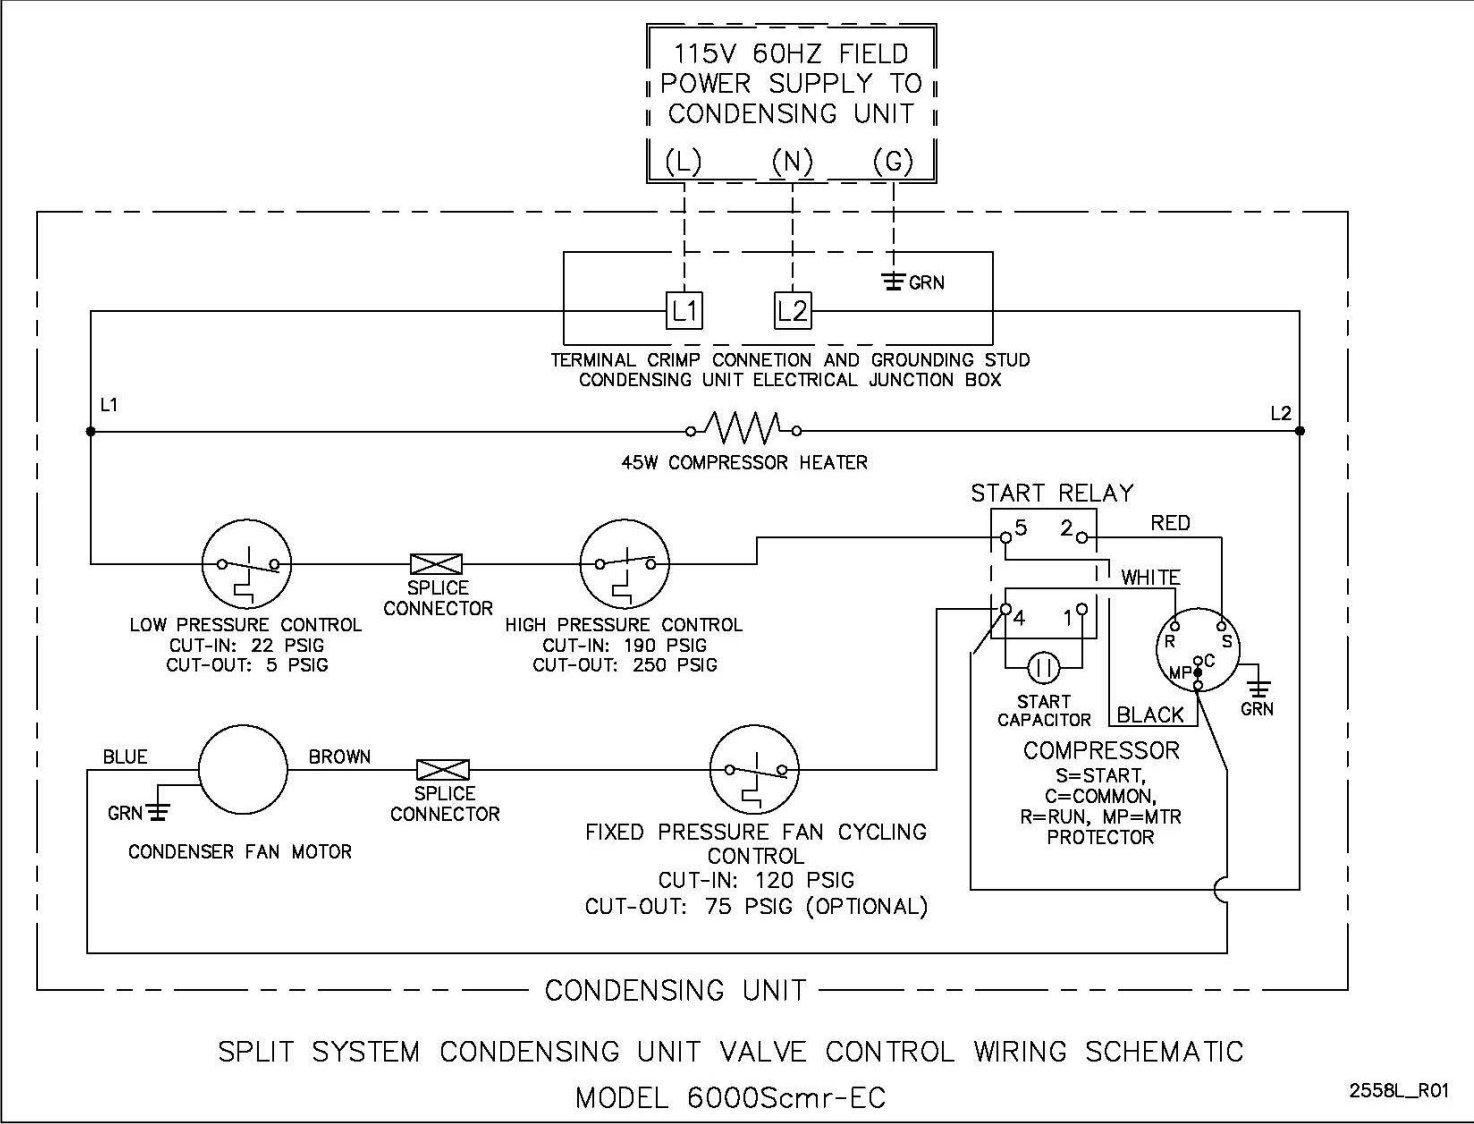 115V 60HZ FIELD
POWER SUPPLY TO
CONDENSING UNIT
(L) (N) (G)
GRN
L1 L2
TERMINAL CRIMP CONNETION AND GROUNDING STUD
CONDENSING UNIT ELECTRICAL JUNCTION BOX
L1
L2
45W COMPRESSOR HEATER
START RELAY
5 2
RED
WHITE
4 1
LOW PRESSURE CONTROL
CUT-IN: 22 PSIG
CUT-OUT: 5 PSIG
SPLICE
CONNECTOR
HIGH PRESSURE CONTROL
CUT-IN: 190 PSIG
CUT-OUT: 250 PSIG
R S
C
MP
GRN
START
CAPACITOR
BLACK
COMPRESSOR
S=START,
C=COMMON,
R=RUN, MP=MTR
PROTECTOR
BLUE
BROWN
GRN
CONDENSER FAN MOTOR
SPLICE
CONNECTOR
FIXED PRESSURE FAN CYCLING
CONTROL
CUT-IN: 120 PSIG
CUT-OUT: 75 PSIG (OPTIONAL)
CONDENSING UNIT
SPLIT SYSTEM CONDENSING UNIT VALVE CONTROL WIRING SCHEMATIC
MODEL 6000Scmr-EC
2558L_R01